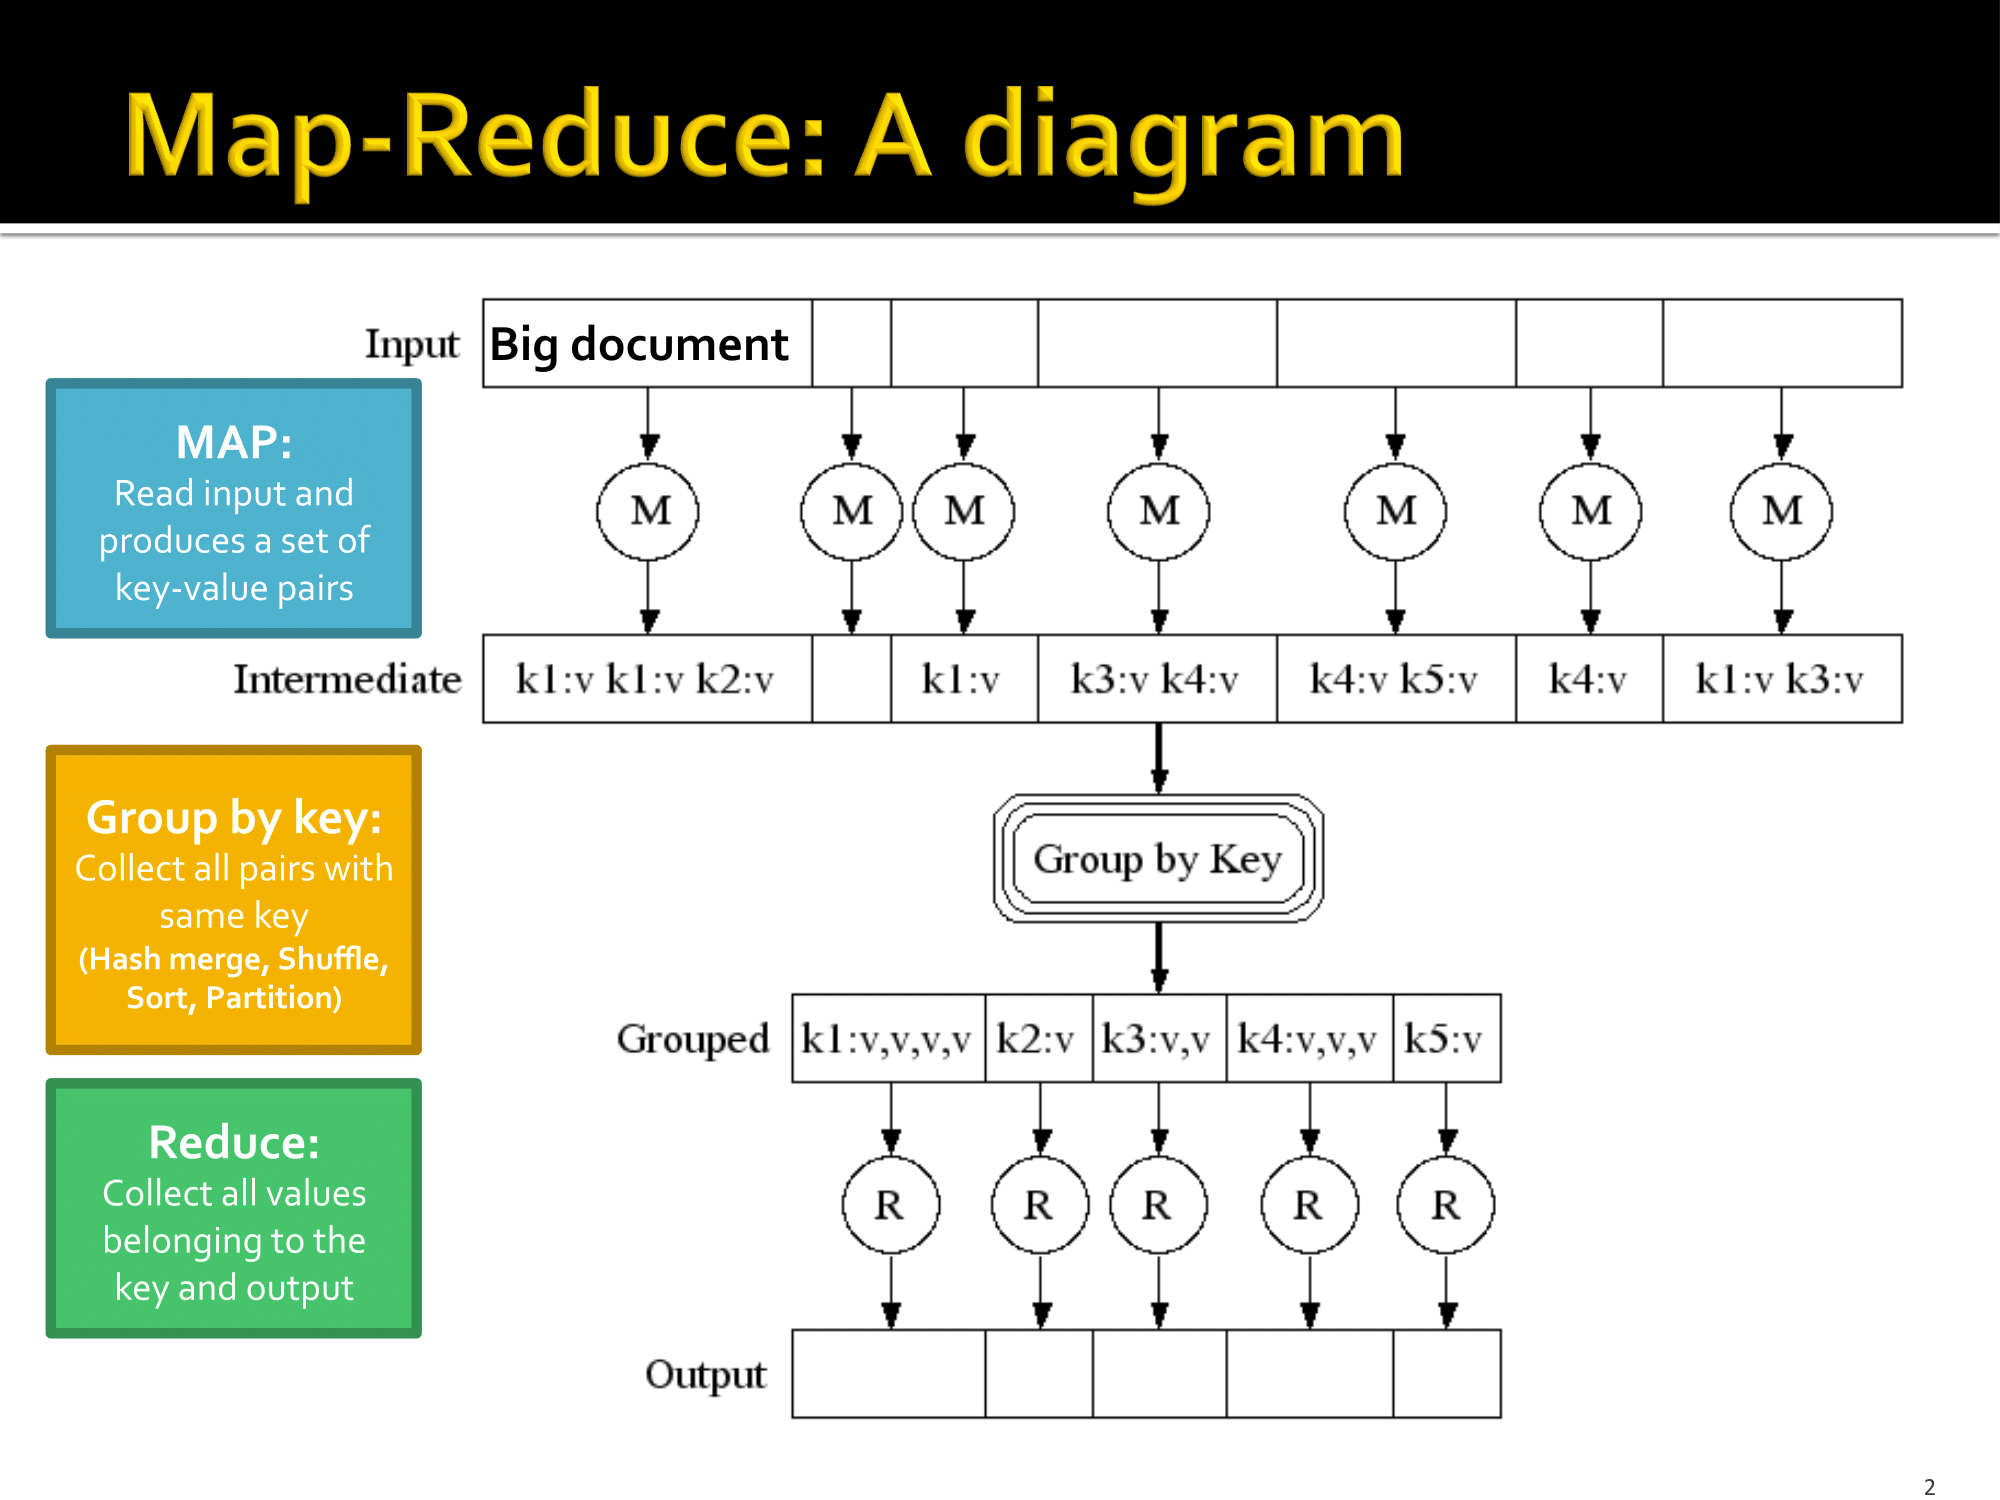 Map-Reduce: A diagram
Input
Big document
MAP:
Read input and
produces a set of
key-value pairs
M M M M M M M
Intermediate
k1:v k1:v k2:v
k1:v
k3:v k4:v
k4:v k5:v
k4:v
k1:v k3:v
Group by key:
Collect all pairs with
same key
(Hash merge, Shuffle,
Sort, Partition)
Group by Key
Grouped
k1:v,v,v,v
k2:v
k3:v,v
k4:v,v,v
k5:v
Reduce:
Collect all values
belonging to the
key and output
R R R R R
Output
2